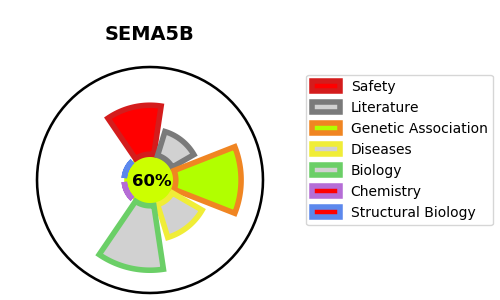 SEMA5B
60%
Safety
Literature
Genetic Association
Diseases
Biology
Chemistry
Structural Biology